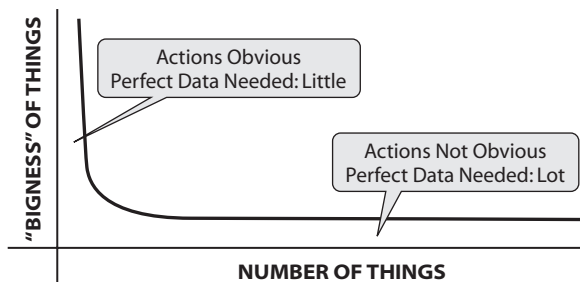 "BIGNESS" OF THINGS
Actions Obvious
Perfect Data Needed: Little
Actions Not Obvious
Perfect Data Needed: Lot
NUMBER OF THINGS